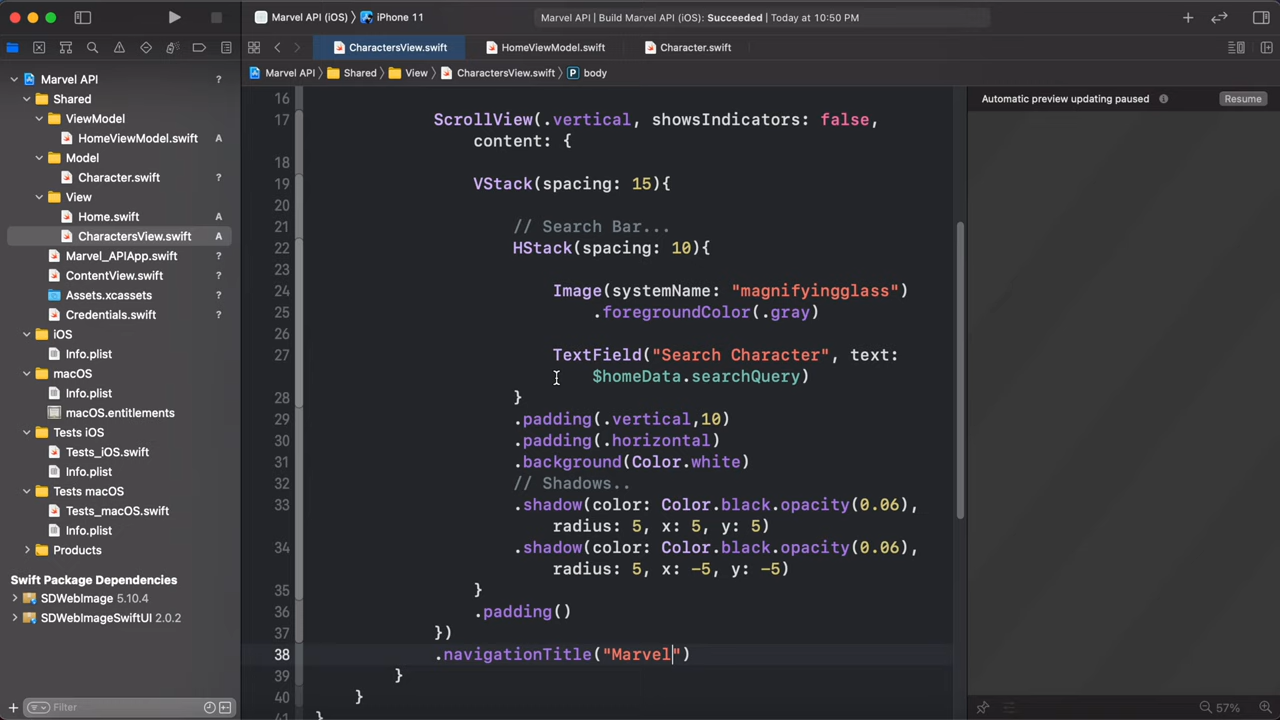 Marvel API (iOS) 〉 iPhone 11
Marvel API | Build Marvel API (iOS): Succeeded | Today at 10:50 PM
CharactersView.swift
HomeViewModel.swift
Character.swift
Marvel API 〉 Shared 〉 View 〉 CharactersView.swift 〉 P body
Marvel API ?
Shared
ViewModel
HomeViewModel.swift A
Model
Character.swift ?
View
Home.swift A
CharactersView.swift A
Marvel_APIApp.swift ?
ContentView.swift ?
Assets.xcassets ?
Credentials.swift ?
iOS
Info.plist ?
macOS
Info.plist ?
macOS.entitlements ?
Tests iOS
Tests_iOS.swift ?
Info.plist ?
Tests macOS
Tests_macOS.swift ?
Info.plist ?
Products
Swift Package Dependencies
SDWebImage 5.10.4
SDWebImageSwiftUI 2.0.2
Filter
16
17 ScrollView(.vertical, showsIndicators: false,
content: {
18
19 VStack(spacing: 15){
20
21 // Search Bar...
22 HStack(spacing: 10){
23
24 Image(systemName: "magnifyingglass")
25 .foregroundColor(.gray)
26
27 TextField("Search Character", text:
$homeData.searchQuery)
28 }
29 .padding(.vertical,10)
30 .padding(.horizontal)
31 .background(Color.white)
32 // Shadows..
33 .shadow(color: Color.black.opacity(0.06),
radius: 5, x: 5, y: 5)
34 .shadow(color: Color.black.opacity(0.06),
radius: 5, x: -5, y: -5)
35 }
36 .padding()
37 })
38 .navigationTitle("Marvel")
39 }
40 }
41 }
Automatic preview updating paused
Resume
57%